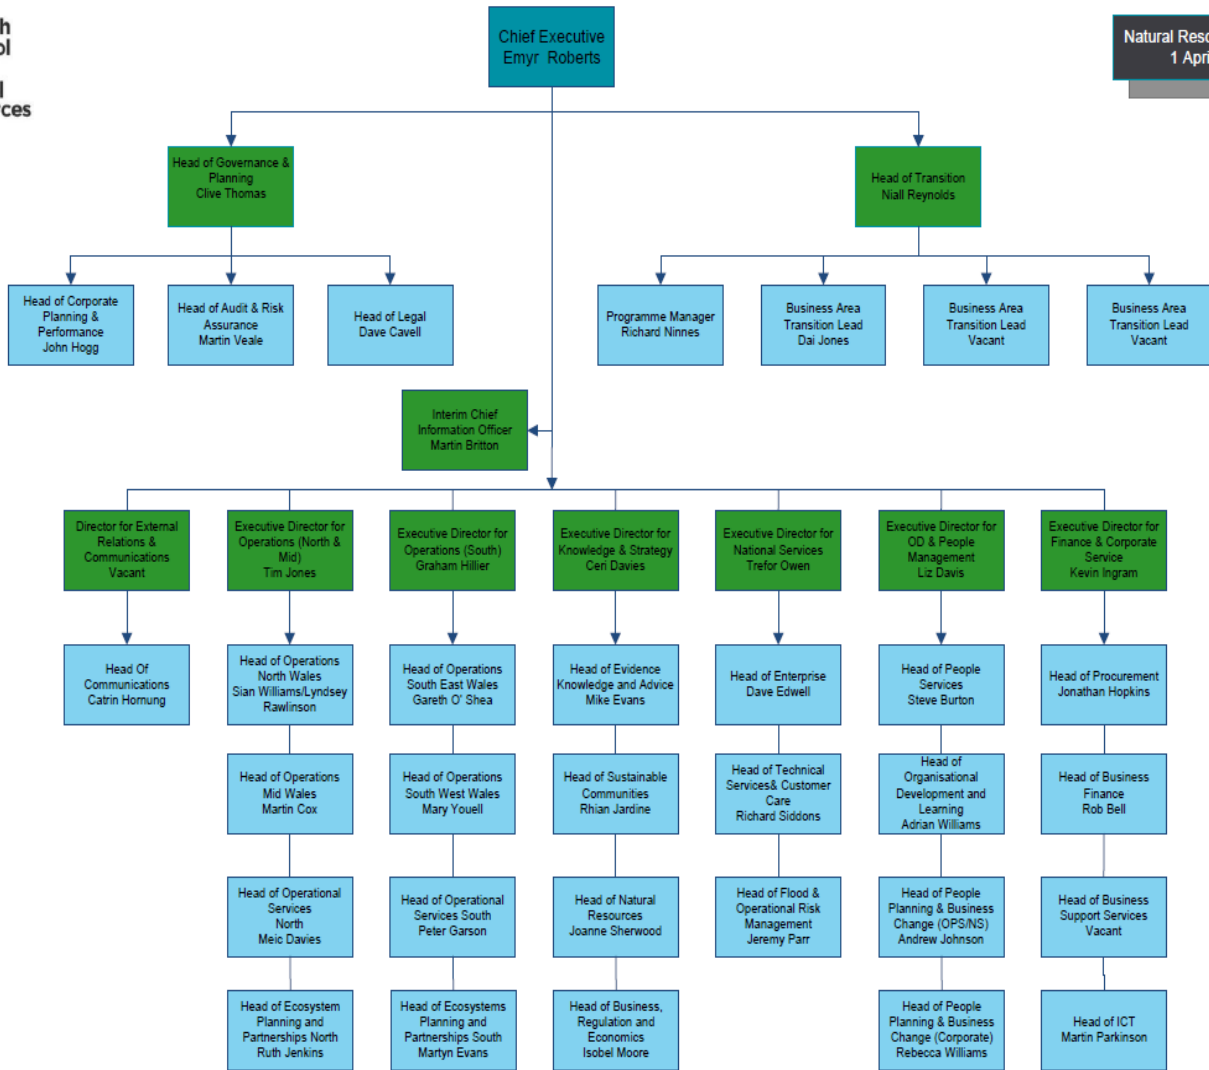 Chief Executive
Emyr Roberts
Natural
1
Head of Governance &
Planning
Clive Thomas
Head of Transition
Niall Reynolds
Head of Corporate
Planning &
Performance
John Hogg
Head of Audit & Risk
Assurance
Martin Veale
Head of Legal
Dave Cavell
Programme Manager
Richard Ninnes
Business Area
Transition Lead
Dai Jones
Business Area
Transition Lead
Vacant
Business Area
Transition Lead
Vacant
Interim Chief
Information Officer
Martin Britton
Director for External
Relations &
Communications
Vacant
Executive Director for
Operations (North &
Mid)
Tim Jones
Executive Director for
Operations (South)
Graham Hillier
Executive Director for
Knowledge & Strategy
Ceri Davies
Executive Director for
National Services
Trefor Owen
Executive Director for
OD & People
Management
Liz Davis
Executive Director for
Finance & Corporate
Service
Kevin Ingram
Head Of
Communications
Catrin Hornung
Head of Operations
North Wales
Sian Williams/Lyndsey
Rawlinson
Head of Operations
South East Wales
Gareth O' Shea
Head of Evidence
Knowledge and Advice
Mike Evans
Head of Enterprise
Dave Edwell
Head of People
Services
Steve Burton
Head of Procurement
Jonathan Hopkins
Head of Operations
Mid Wales
Martin Cox
Head of Operations
South West Wales
Mary Youell
Head of Sustainable
Communities
Rhian Jardine
Head of Technical
Services& Customer
Care
Richard Siddons
Head of
Organisational
Development and
Learning
Adrian Williams
Head of Business
Finance
Rob Bell
Head of Operational
Services
North
Meic Davies
Head of Operational
Services South
Peter Garson
Head of Natural
Resources
Joanne Sherwood
Head of Flood &
Operational Risk
Management
Jeremy Parr
Head of People
Planning & Business
Change (OPS/NS)
Andrew Johnson
Head of Business
Support Services
Vacant
Head of Ecosystem
Planning and
Partnerships North
Ruth Jenkins
Head of Ecosystems
Planning and
Partnerships South
Martyn Evans
Head of Business,
Regulation and
Economics
Isobel Moore
Head of People
Planning & Business
Change (Corporate)
Rebecca Williams
Head of ICT
Martin Parkinson